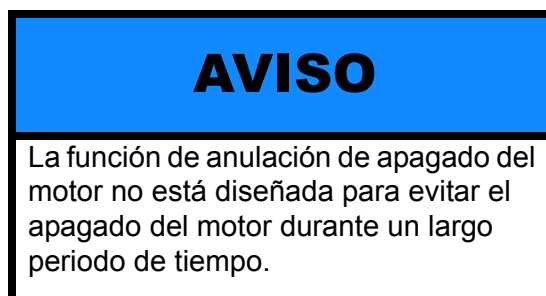 AVISO
La función de anulación de apagado del
motor no está diseñada para evitar el
apagado del motor durante un largo
periodo de tiempo.